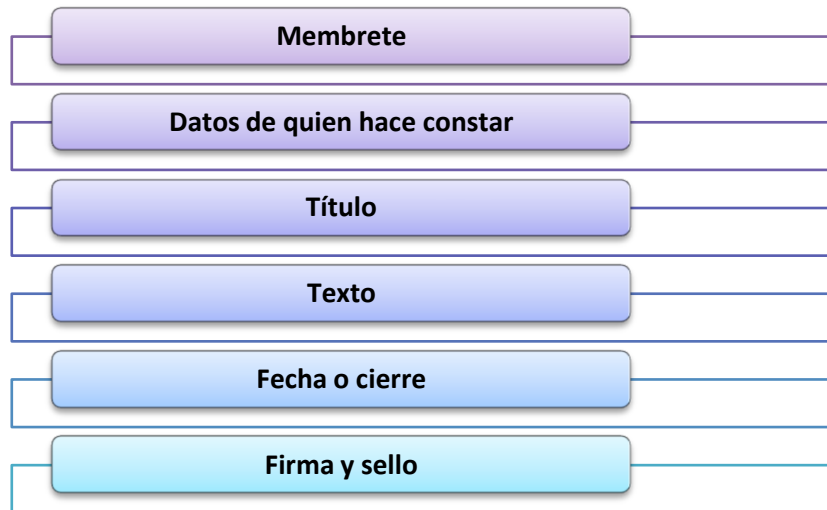 Membrete
Datos de quien hace constar
Título
Texto
Fecha o cierre
Firma y sello